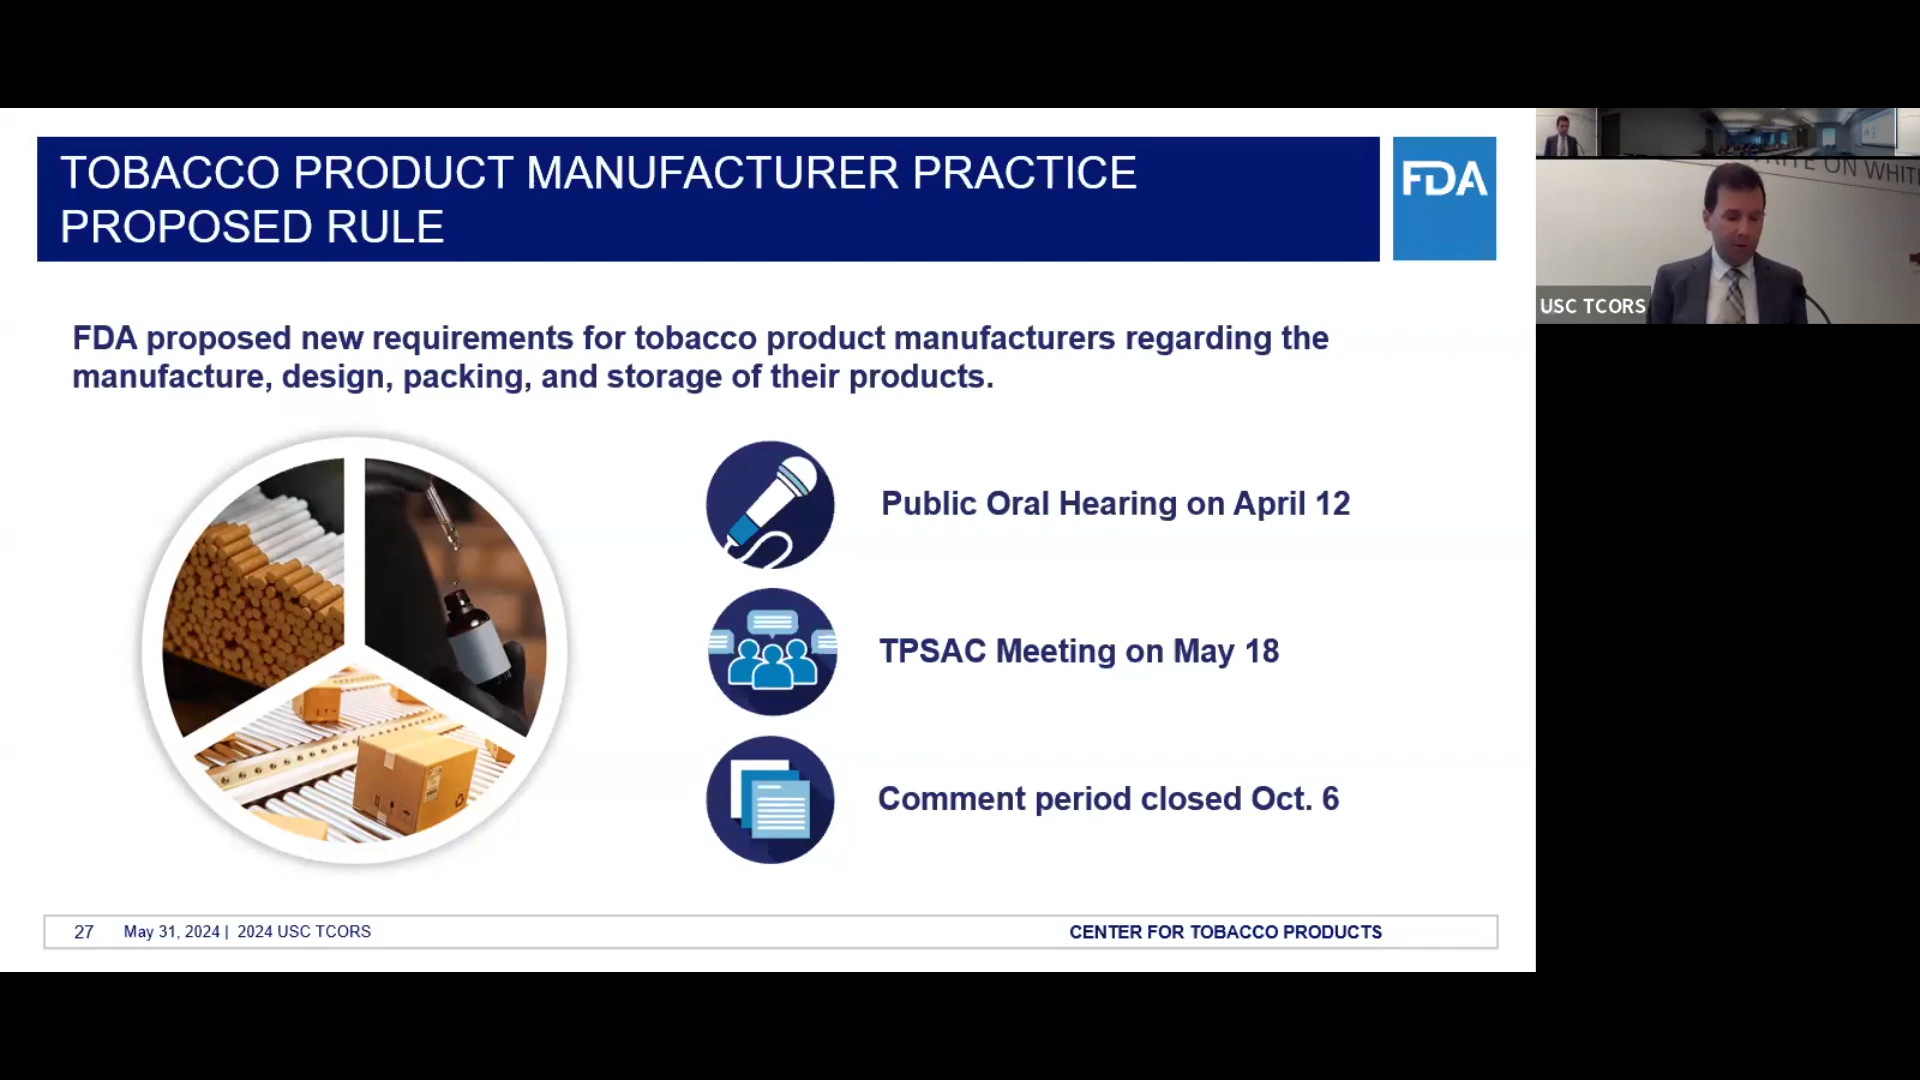 TOBACCO PRODUCT MANUFACTURER PRACTICE
PROPOSED RULE
FDA
FDA proposed new requirements for tobacco product manufacturers regarding the
manufacture, design, packing, and storage of their products.
Public Oral Hearing on April 12
TPSAC Meeting on May 18
Comment period closed Oct. 6
27 May 31, 2024 | 2024 USC TCORS
CENTER FOR TOBACCO PRODUCTS
ON
USC TCORS